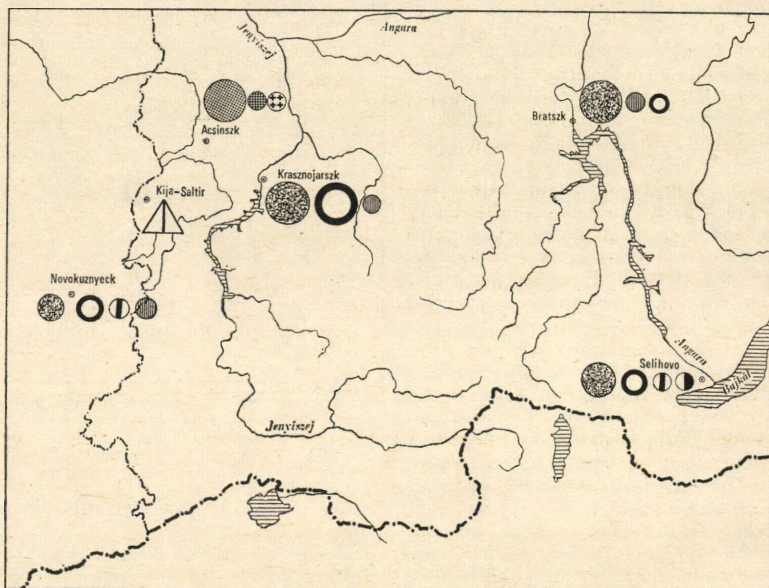 Jenyiszej
Angara
Acsinszk
Bratszk
Krasznojarszk
Kija-Saltir
Novokuznyeck
Angara
Selihovo
Bajkál
Jenyiszej